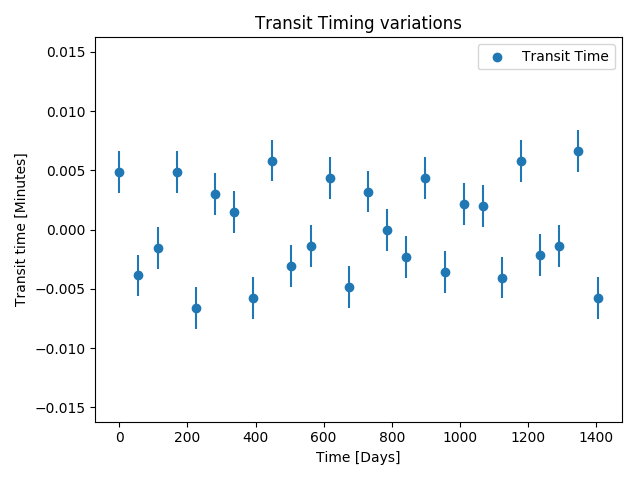 Transit Timing variations
Transit Time
Transit time [Minutes]
0.015
0.010
0.005
0.000
−0.005
−0.010
−0.015
0 200 400 600 800 1000 1200 1400
Time [Days]